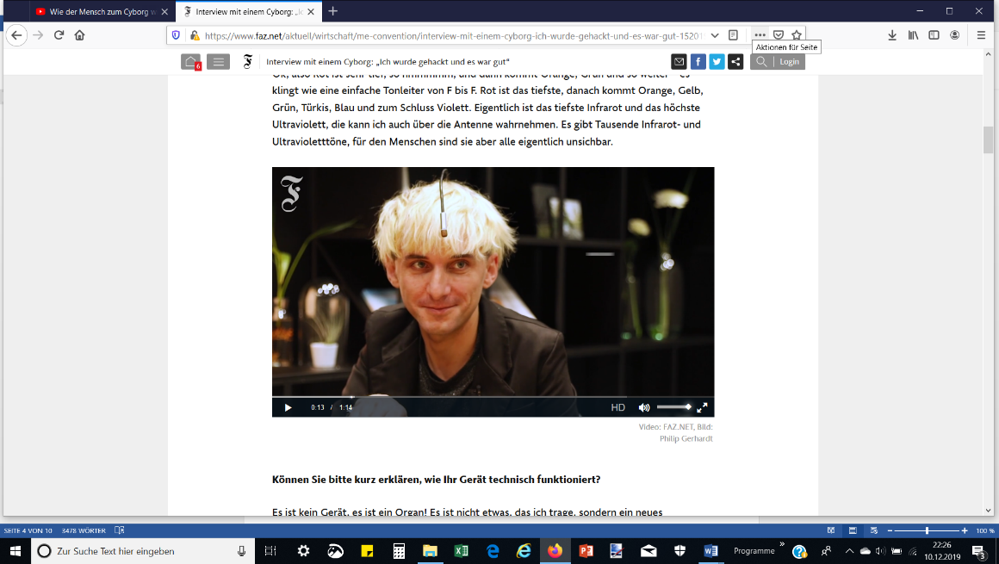 Wie der Mensch zum Cyborg w
Interview mit einem Cyborg: „Ic
https://www.faz.net/aktuell/wirtschaft/me-convention/interview-mit-einem-cyborg-ich-wurde-gehackt-und-es-war-gut-1520
Aktionen für Seite
6
Interview mit einem Cyborg: „Ich wurde gehackt und es war gut“
Login
Ok, also Rot ist sehr tief, so hmmmmm, und dann kommt Orange, Grün und so weiter – es
klingt wie eine einfache Tonleiter von F bis F. Rot ist das tiefste, danach kommt Orange, Gelb,
Grün, Türkis, Blau und zum Schluss Violett. Eigentlich ist das tiefste Infrarot und das höchste
Ultraviolett, die kann ich auch über die Antenne wahrnehmen. Es gibt Tausende Infrarot- und
Ultraviolettöne, für den Menschen sind sie aber alle eigentlich unsichtbar.
F
0:13 / 1:14
HD
Video: FAZ.NET, Bild:
Philip Gerhardt
Können Sie bitte kurz erklären, wie Ihr Gerät technisch funktioniert?
Es ist kein Gerät, es ist ein Organ! Es ist nicht etwas, das ich trage, sondern ein neues
SEITE 4 VON 10 3478 WÖRTER
100 %
Zur Suche Text hier eingeben
Programme
22:26
10.12.2019
3